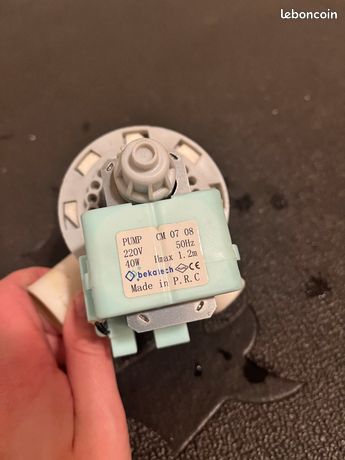 leboncoin
PUMP CM 07 08
220V 50Hz
40W Hmax 1.2m
bekatech CE
Made in P.R.C